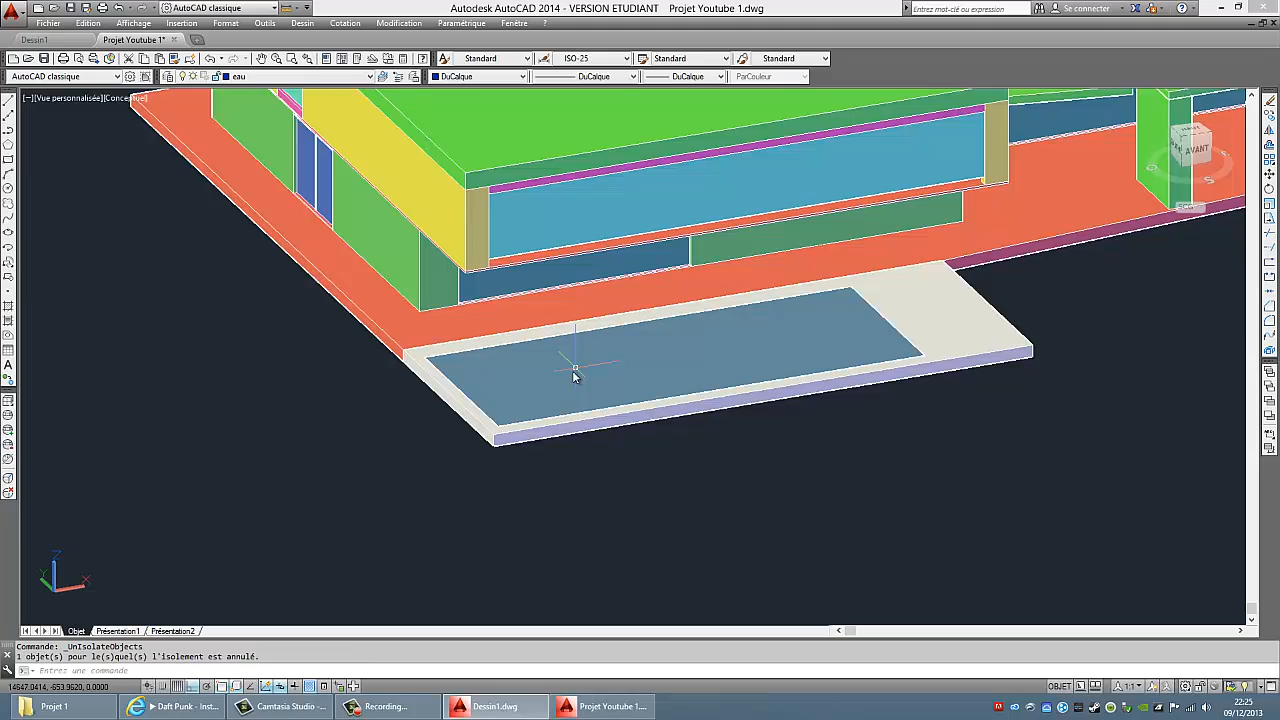 AutoCAD classique
Autodesk AutoCAD 2014 - VERSION ETUDIANT Projet Youtube 1.dwg
Entrez mot-clé ou expression
Se connecter
Fichier Edition Affichage Insertion Format Outils Dessin Cotation Modification Paramétrique Fenêtre
Dessin1 Projet Youtube 1*
Standard ISO-25 Standard Standard
AutoCAD classique eau DuCalque DuCalque DuCalque ParCouleur
[−][Vue personnalisée][Conceptuel]
AVANT
S
SCG
Z
Y
X
Objet Présentation1 Présentation2
Commande: _UnIsolateObjects
1 objet(s) pour le(s)quel(s) l'isolement est annulé.
Entrez une commande
14647.0414, -653.9620, 0.0000
OBJET
1:1
Projet 1
Daft Punk - Inst...
Camtasia Studio - ...
Recording...
Dessin1.dwg
Projet Youtube 1....
22:25
09/12/2013